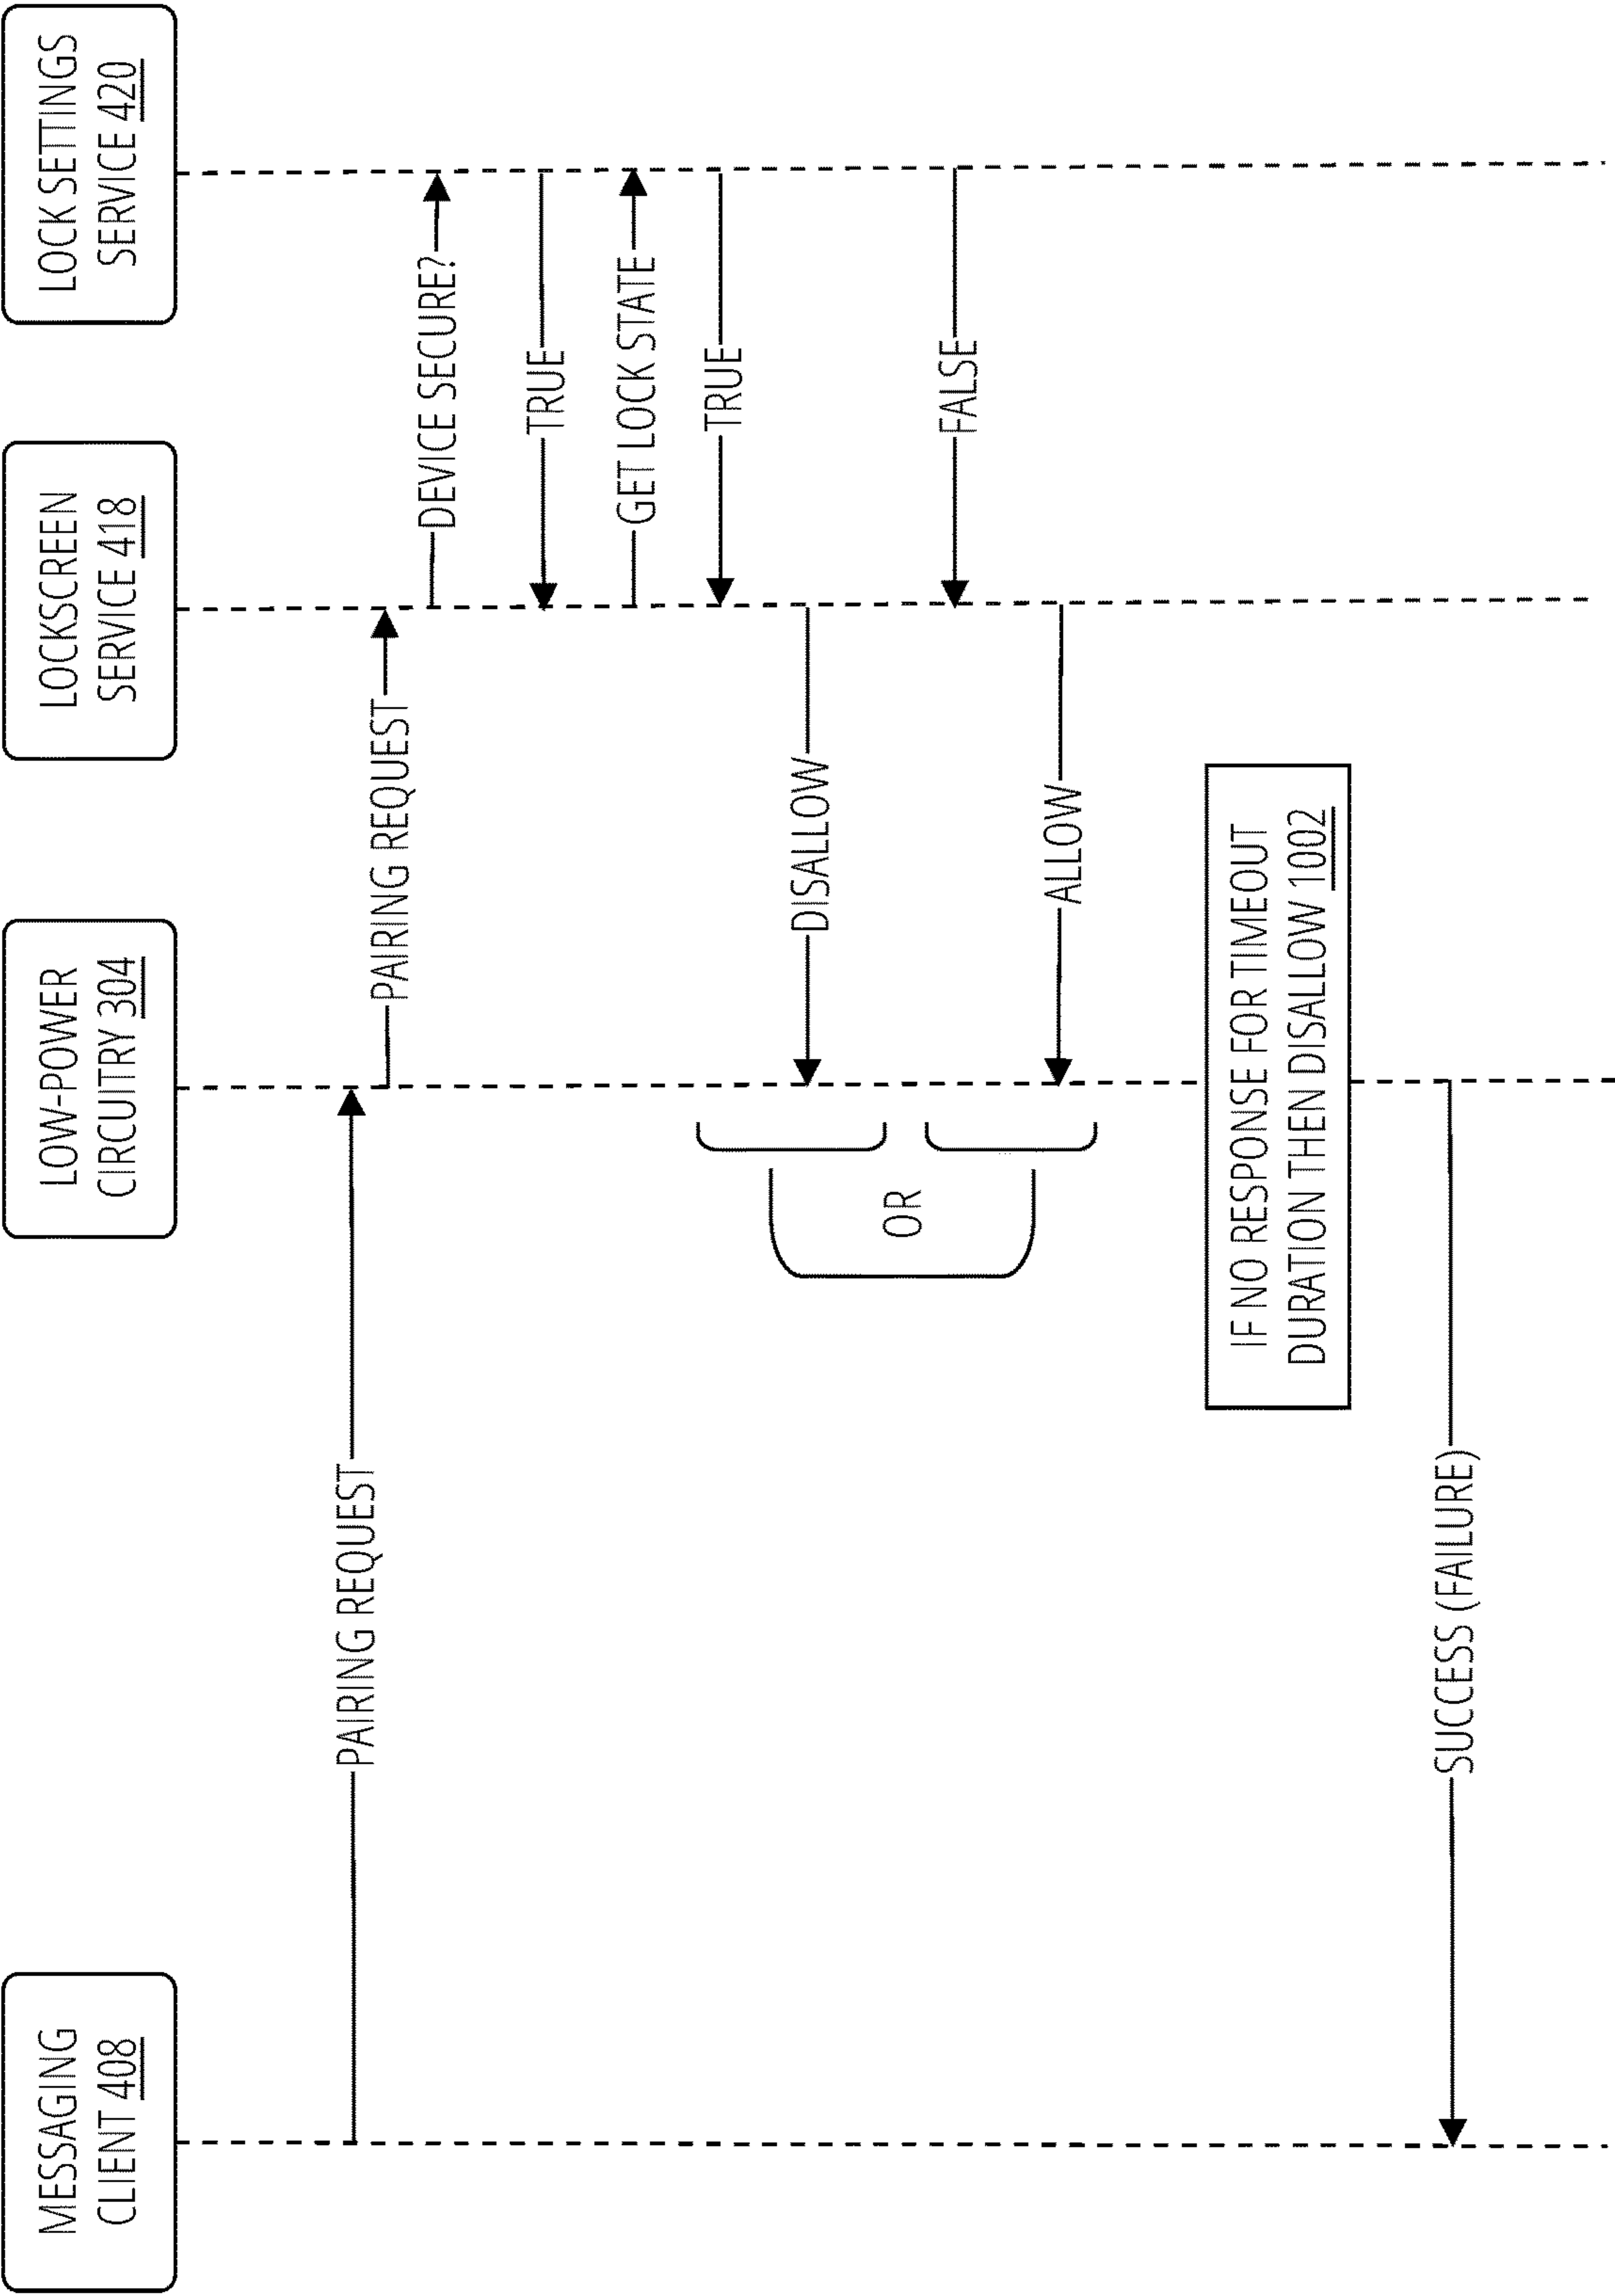 MESSAGING
CLIENT 408
LOW-POWER
CIRCUITRY 304
LOCKSCREEN
SERVICE 418
LOCK SETTINGS
SERVICE 420
PAIRING REQUEST
PAIRING REQUEST
DEVICE SECURE?
TRUE
GET LOCK STATE
TRUE
DISALLOW
OR
FALSE
ALLOW
IF NO RESPONSE FOR TIMEOUT
DURATION THEN DISALLOW 1002
SUCCESS (FAILURE)